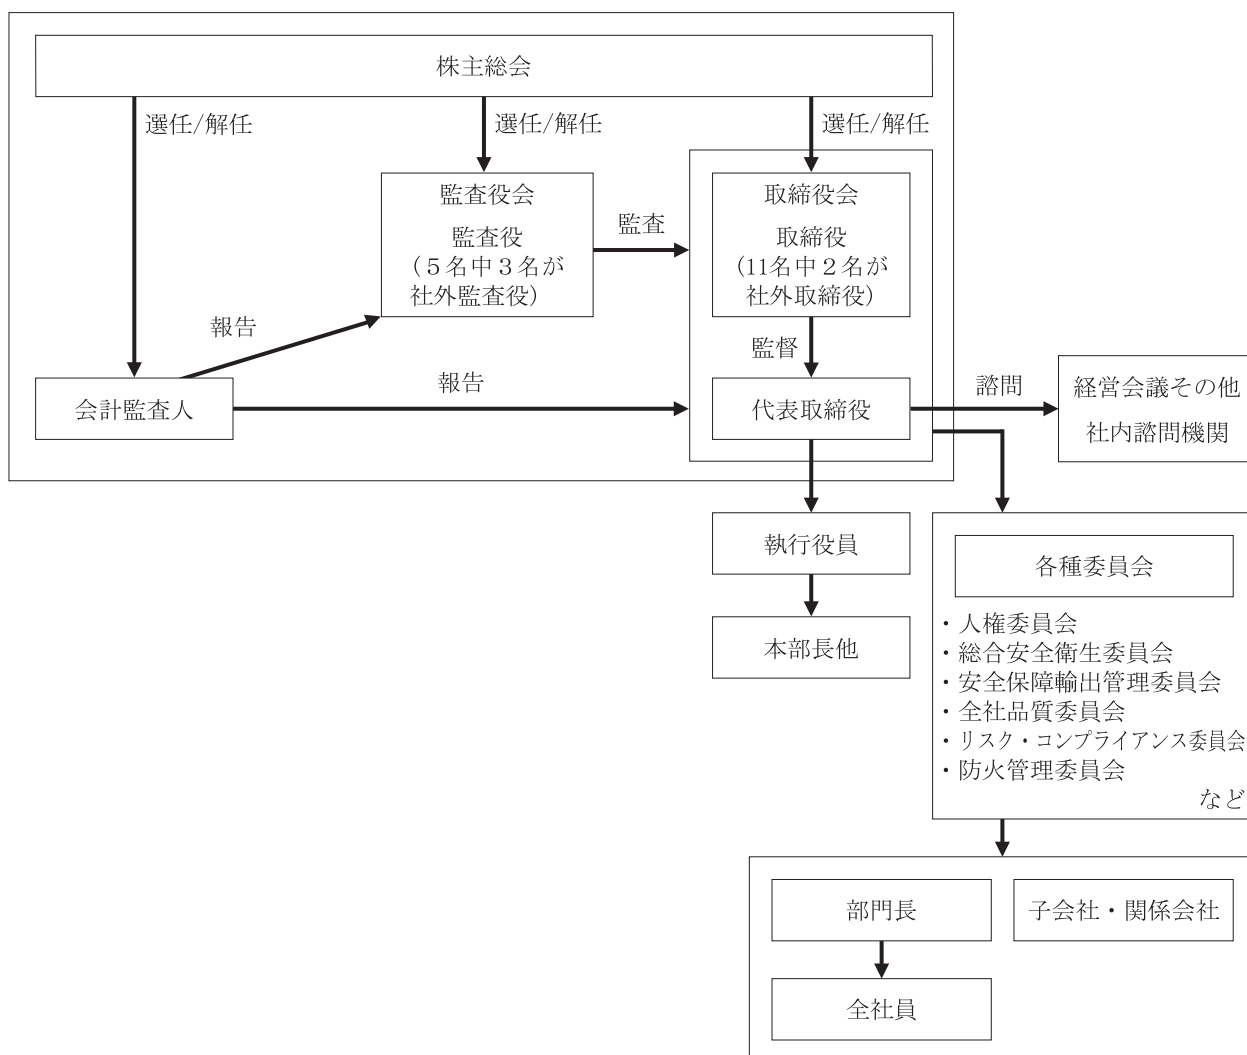 株主総会
選任/解任
選任/解任
選任/解任
監査役会
監査役
(５名中３名が
社外監査役)
監査
取締役会
取締役
(11名中２名が
社外取締役)
報告
監督
報告
会計監査人
代表取締役
諮問
経営会議その他
社内諮問機関
執行役員
本部長他
各種委員会
・人権委員会
・総合安全衛生委員会
・安全保障輸出管理委員会
・全社品質委員会
・リスク・コンプライアンス委員会
・防火管理委員会
など
部門長
子会社・関係会社
全社員